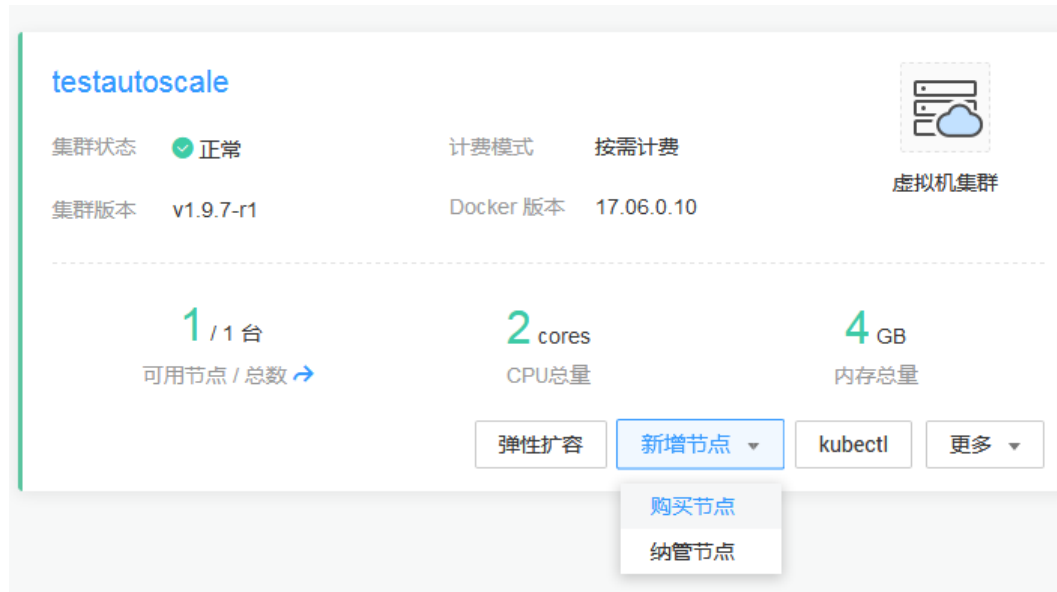 testautoscale
集群状态 正常 计费模式 按需计费
虚拟机集群
集群版本 v1.9.7-r1 Docker 版本 17.06.0.10
1 / 1 台 2 cores 4 GB
可用节点 / 总数 CPU总量 内存总量
弹性扩容 新增节点 kubectl 更多
购买节点
纳管节点